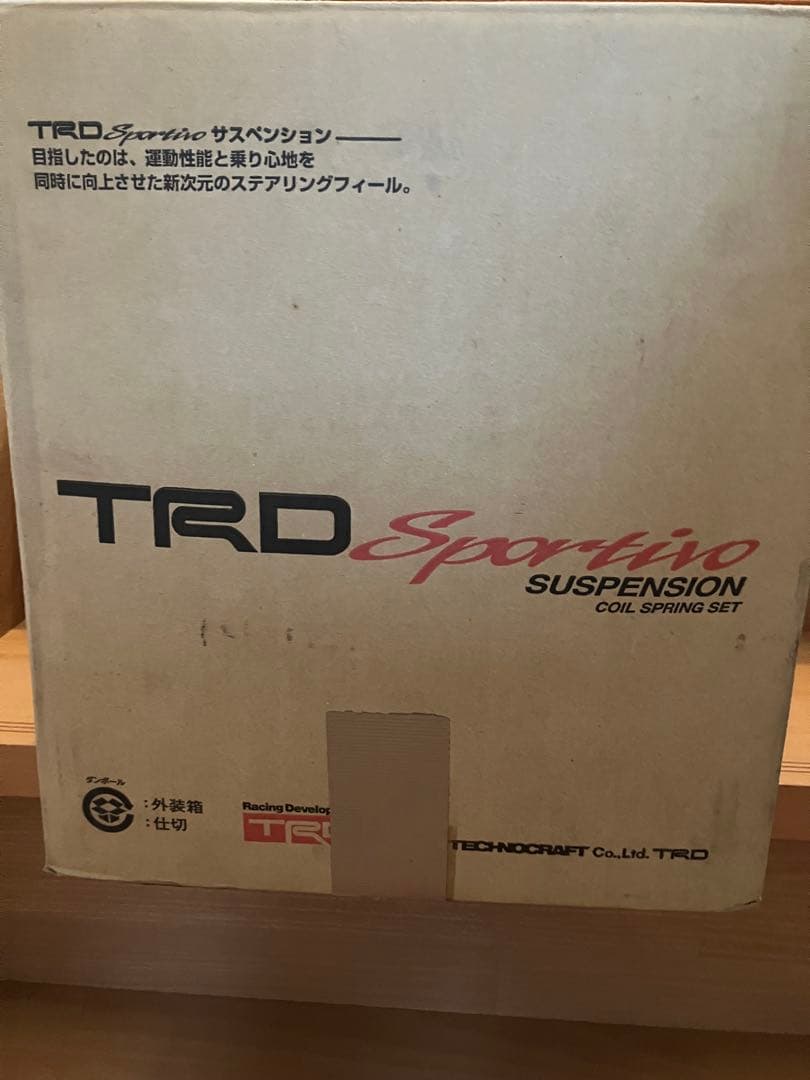 TRD Sportivo サスペンション
目指したのは、運動性能と乗り心地を
同時に向上させた新次元のステアリングフィール。
TRD Sportivo
SUSPENSION
COIL SPRING SET
ダンボール
:外装箱
:仕切
Racing Develop
TRD
TECHNOCRAFT Co.,Ltd. TRD